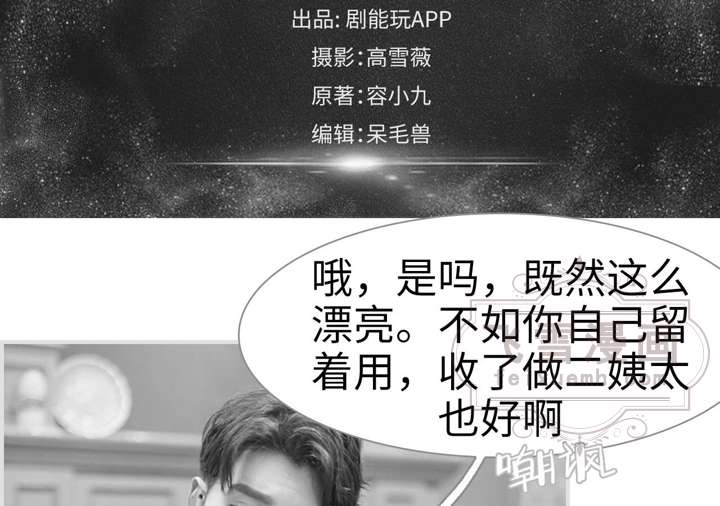 出品: 剧能玩APP
摄影：高雪薇
原著：容小九
编辑：呆毛兽
哦，是吗，既然这么
漂亮。不如你自己留
着用，收了做二姨太
也好啊
嘲讽